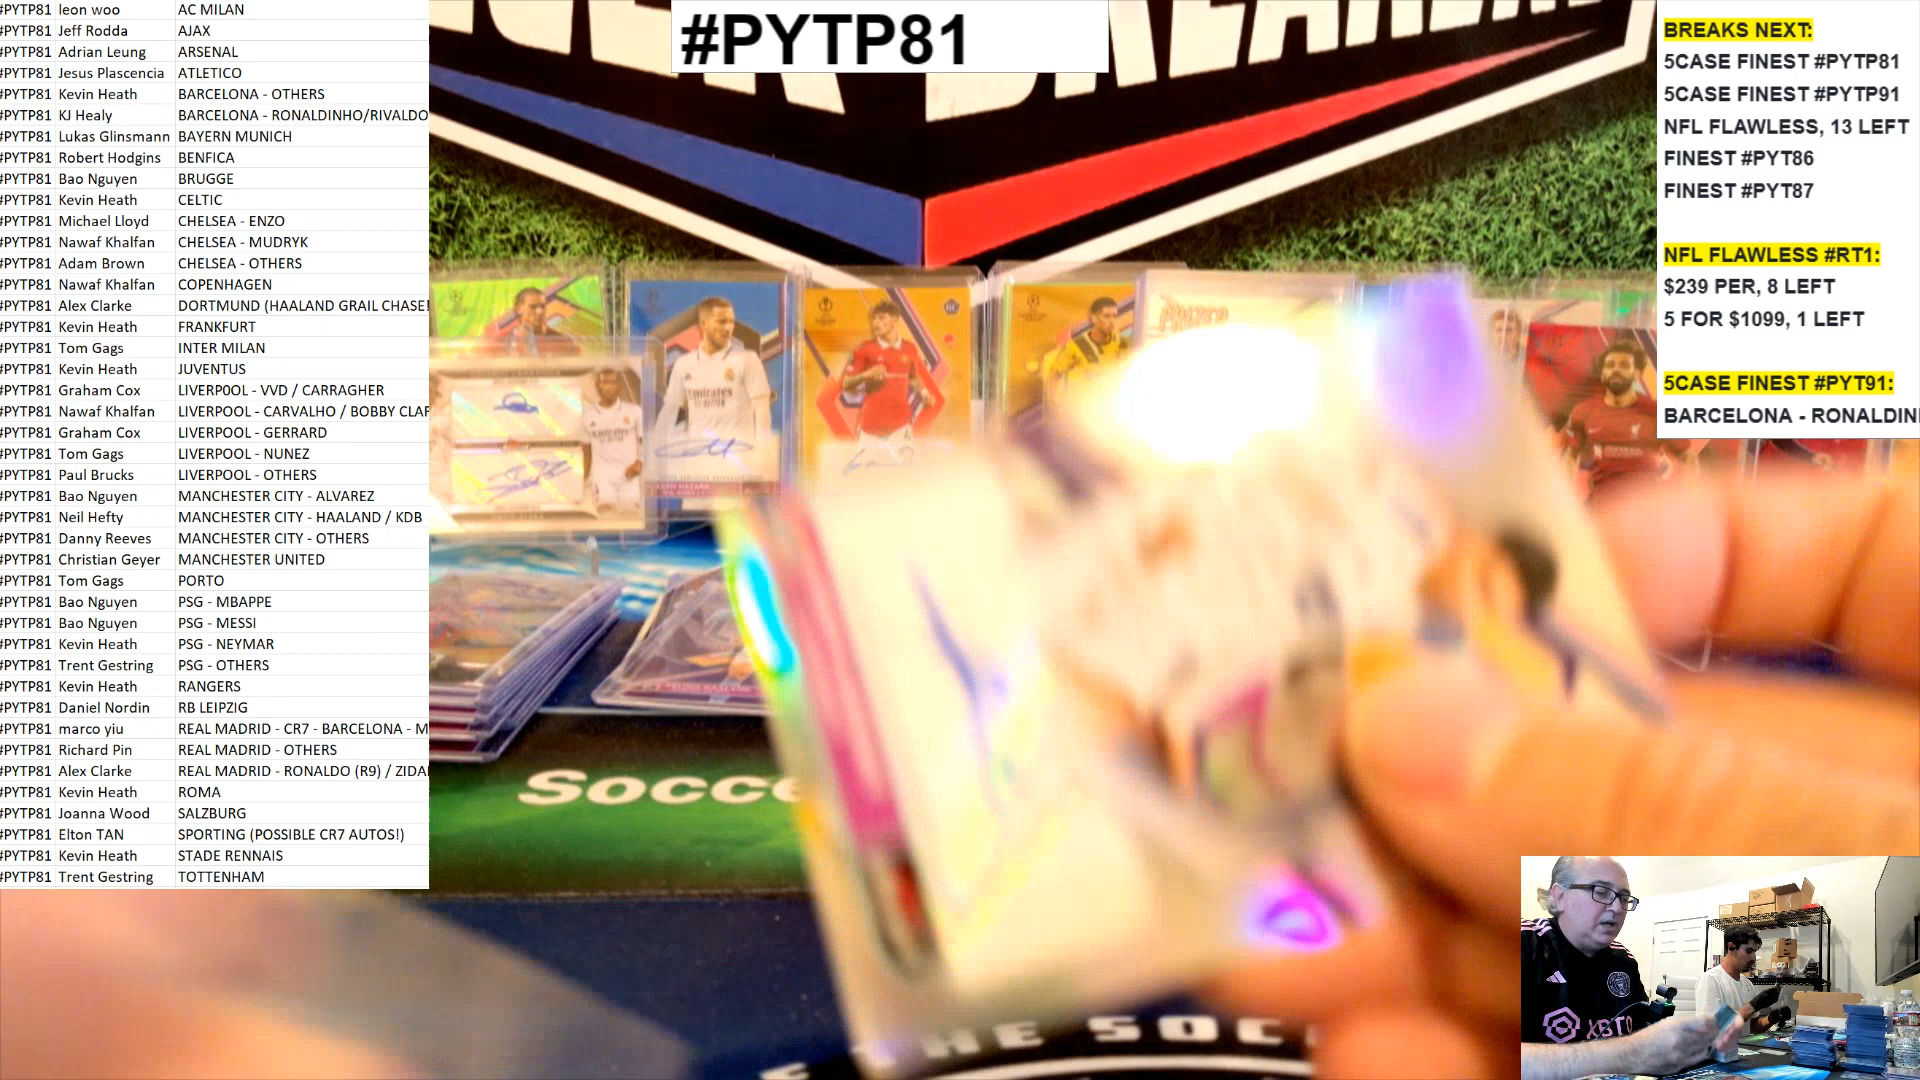 #PYTP81 leon woo AC MILAN
#PYTP81 Jeff Rodda AJAX
#PYTP81 Adrian Leung ARSENAL
#PYTP81 Jesus Plascencia ATLETICO
#PYTP81 Kevin Heath BARCELONA - OTHERS
#PYTP81 KJ Healy BARCELONA - RONALDINHO/RIVALDO
#PYTP81 Lukas Glinsmann BAYERN MUNICH
#PYTP81 Robert Hodgins BENFICA
#PYTP81 Bao Nguyen BRUGGE
#PYTP81 Kevin Heath CELTIC
#PYTP81 Michael Lloyd CHELSEA - ENZO
#PYTP81 Nawaf Khalfan CHELSEA - MUDRYK
#PYTP81 Adam Brown CHELSEA - OTHERS
#PYTP81 Nawaf Khalfan COPENHAGEN
#PYTP81 Alex Clarke DORTMUND (HAALAND GRAIL CHASE!
#PYTP81 Kevin Heath FRANKFURT
#PYTP81 Tom Gags INTER MILAN
#PYTP81 Kevin Heath JUVENTUS
#PYTP81 Graham Cox LIVERP0OL - VVD / CARRAGHER
#PYTP81 Nawaf Khalfan LIVERPOOL - CARVALHO / BOBBY CLAR
#PYTP81 Graham Cox LIVERPOOL - GERRARD
#PYTP81 Tom Gags LIVERPOOL - NUNEZ
#PYTP81 Paul Brucks LIVERPOOL - OTHERS
#PYTP81 Bao Nguyen MANCHESTER CITY - ALVAREZ
#PYTP81 Neil Hefty MANCHESTER CITY - HAALAND / KDB
#PYTP81 Danny Reeves MANCHESTER CITY - OTHERS
#PYTP81 Christian Geyer MANCHESTER UNITED
#PYTP81 Tom Gags PORTO
#PYTP81 Bao Nguyen PSG - MBAPPE
#PYTP81 Bao Nguyen PSG - MESSI
#PYTP81 Kevin Heath PSG - NEYMAR
#PYTP81 Trent Gestring PSG - OTHERS
#PYTP81 Kevin Heath RANGERS
#PYTP81 Daniel Nordin RB LEIPZIG
#PYTP81 marco yiu REAL MADRID - CR7 - BARCELONA - M
#PYTP81 Richard Pin REAL MADRID - OTHERS
#PYTP81 Alex Clarke REAL MADRID - RONALDO (R9) / ZIDA
#PYTP81 Kevin Heath ROMA
#PYTP81 Joanna Wood SALZBURG
#PYTP81 Elton TAN SPORTING (POSSIBLE CR7 AUTOS!)
#PYTP81 Kevin Heath STADE RENNAIS
#PYTP81 Trent Gestring TOTTENHAM
#PYTP81
BREAKS NEXT:
5CASE FINEST #PYTP81
5CASE FINEST #PYTP91
NFL FLAWLESS, 13 LEFT
FINEST #PYT86
FINEST #PYT87
NFL FLAWLESS #RT1:
$239 PER, 8 LEFT
5 FOR $1099, 1 LEFT
5CASE FINEST #PYT91:
BARCELONA - RONALDINI
Socce
THE SOCC
XBTO